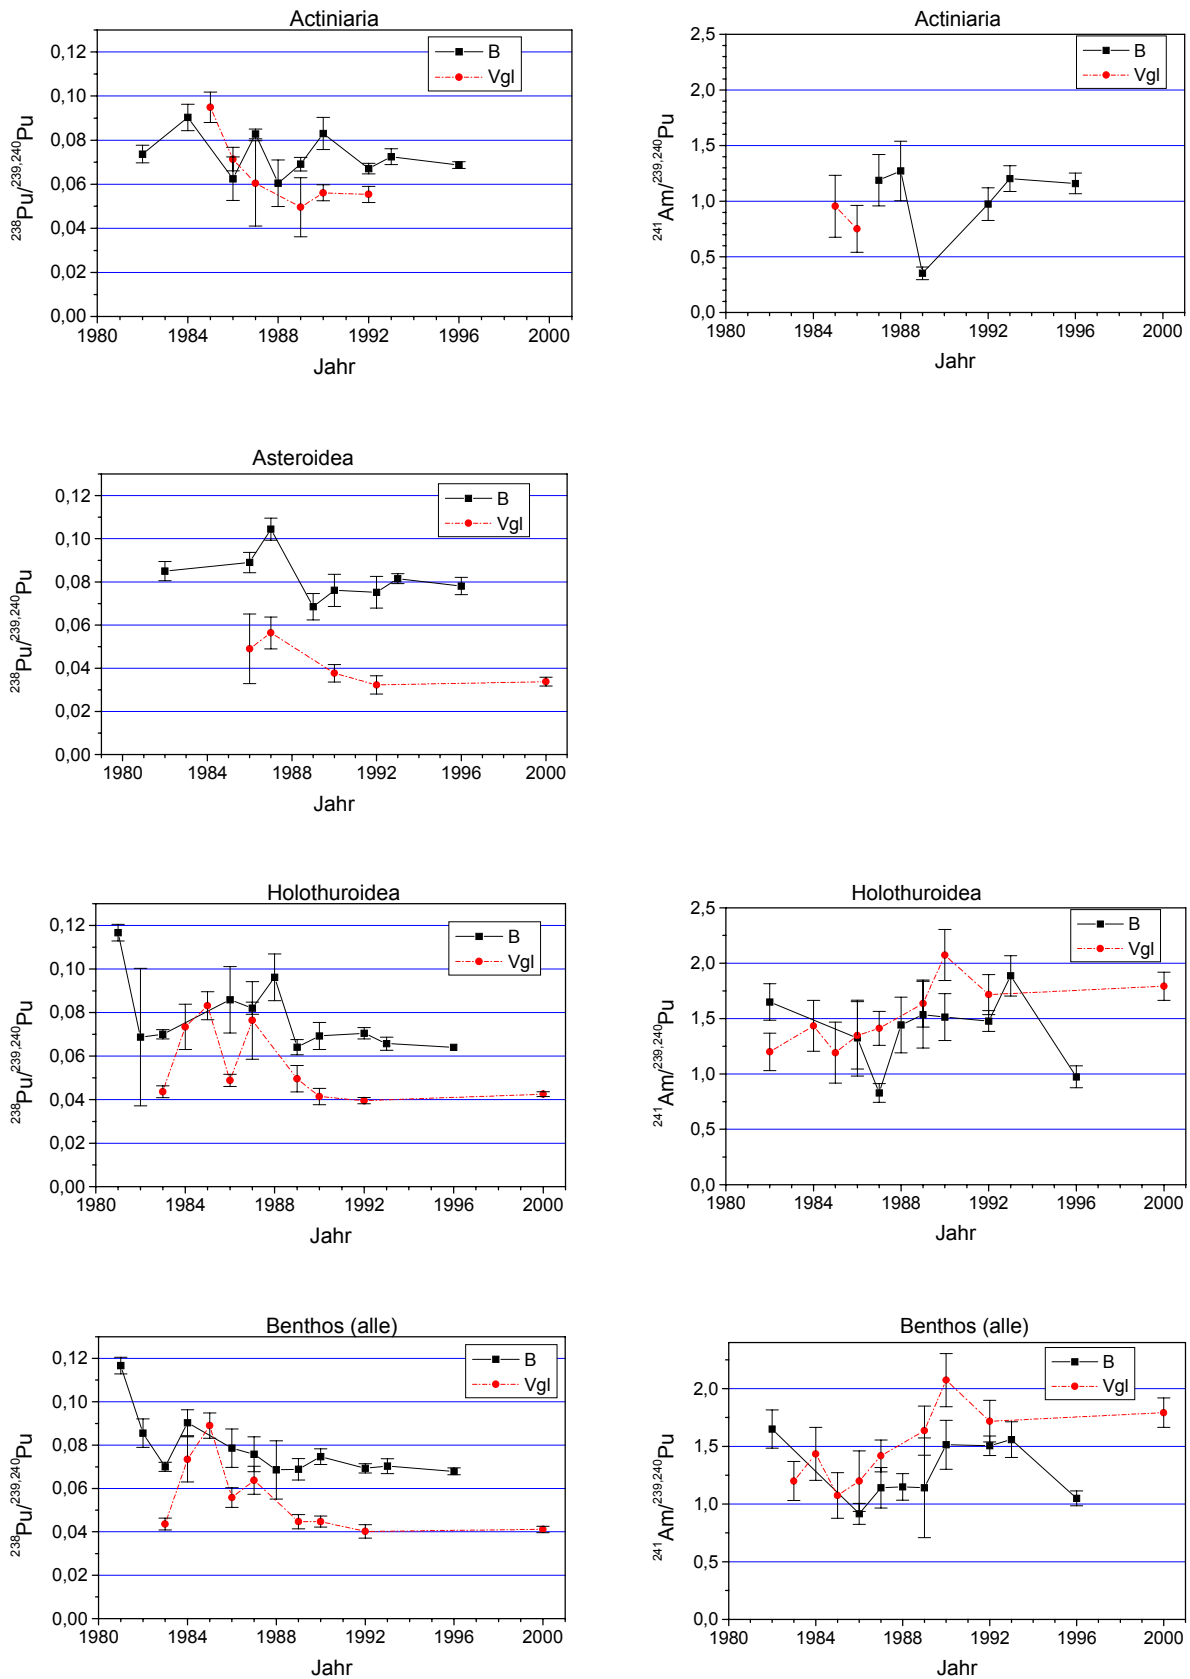 Actiniaria
0,12
0,10
0,08
0,06
0,04
0,02
0,00
238Pu/239,240Pu
B
Vgl
1980 1984 1988 1992 1996 2000
Jahr
Actiniaria
2,5
2,0
1,5
1,0
0,5
0,0
241Am/239,240Pu
B
Vgl
1980 1984 1988 1992 1996 2000
Jahr
Asteroidea
0,12
0,10
0,08
0,06
0,04
0,02
0,00
238Pu/239,240Pu
B
Vgl
1980 1984 1988 1992 1996 2000
Jahr
Holothuroidea
0,12
0,10
0,08
0,06
0,04
0,02
0,00
238Pu/239,240Pu
B
Vgl
1980 1984 1988 1992 1996 2000
Jahr
Holothuroidea
2,5
2,0
1,5
1,0
0,5
0,0
241Am/239,240Pu
B
Vgl
1980 1984 1988 1992 1996 2000
Jahr
Benthos (alle)
0,12
0,10
0,08
0,06
0,04
0,02
0,00
238Pu/239,240Pu
B
Vgl
1980 1984 1988 1992 1996 2000
Jahr
Benthos (alle)
2,0
1,5
1,0
0,5
0,0
241Am/239,240Pu
B
Vgl
1980 1984 1988 1992 1996 2000
Jahr